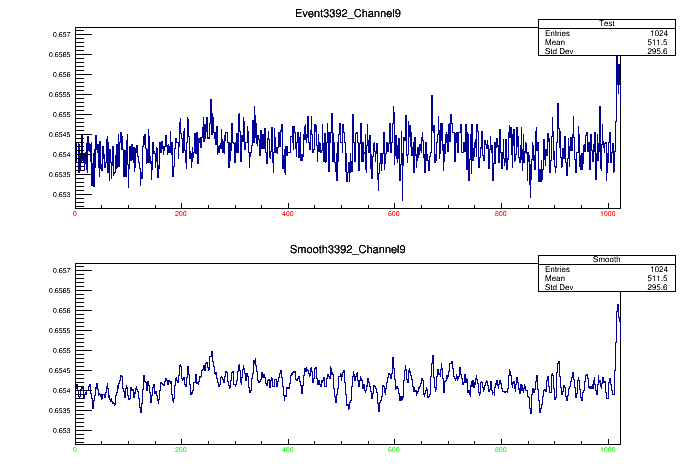 Event3392_Channel9
Test
Entries 1024
Mean 511.5
Std Dev 295.6
0.657
0.6565
0.656
0.6555
0.655
0.6545
0.654
0.6535
0.653
0 200 400 600 800 1000
Smooth3392_Channel9
Smooth
Entries 1024
Mean 511.5
Std Dev 295.6
0.657
0.6565
0.656
0.6555
0.655
0.6545
0.654
0.6535
0.653
0 200 400 600 800 1000